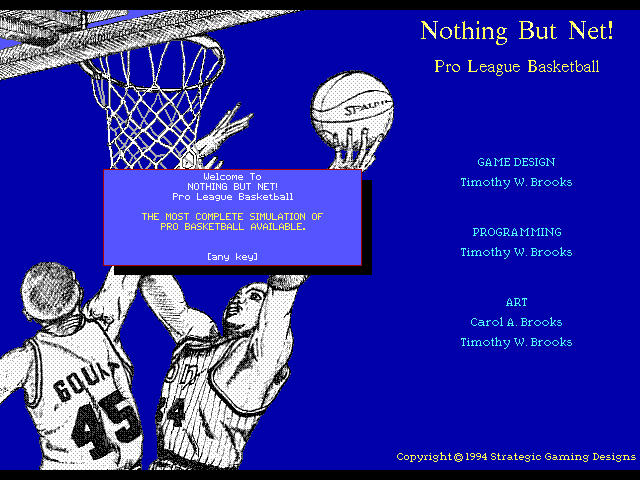 Nothing But Net!
Pro League Basketball
SPALDI
Welcome To
NOTHING BUT NET!
Pro League Basketball
THE MOST COMPLETE SIMULATION OF
PRO BASKETBALL AVAILABLE.
[any key]
GAME DESIGN
Timothy W. Brooks
PROGRAMMING
Timothy W. Brooks
ART
Carol A. Brooks
Timothy W. Brooks
45
34
Copyright © 1994 Strategic Gaming Designs